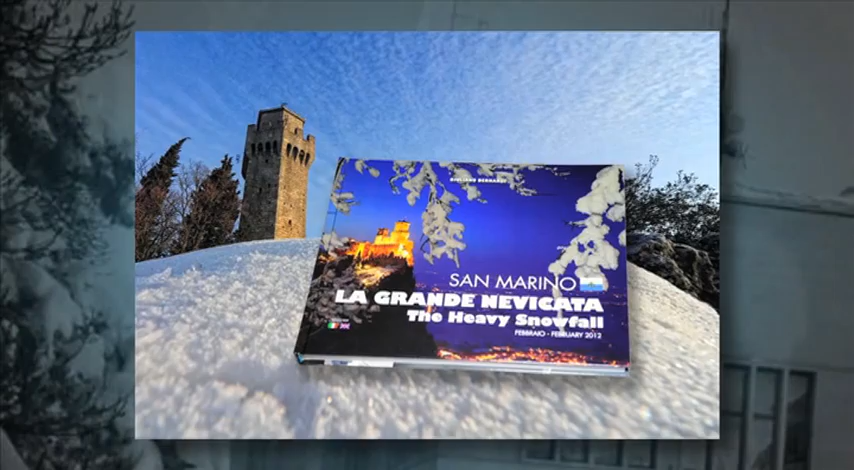 SAN MARINO
LA GRANDE NEVICATA
The Heavy Snowfall
FEBBRAIO - FEBRUARY 2012